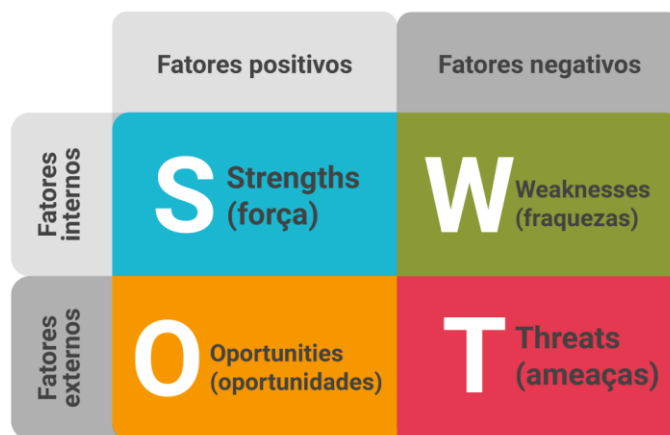 Fatores positivos
Fatores negativos
Fatores
internos
S
Strengths
(força)
W
Weaknesses
(fraquezas)
Fatores
externos
O
Oportunities
(oportunidades)
T
Threats
(ameaças)